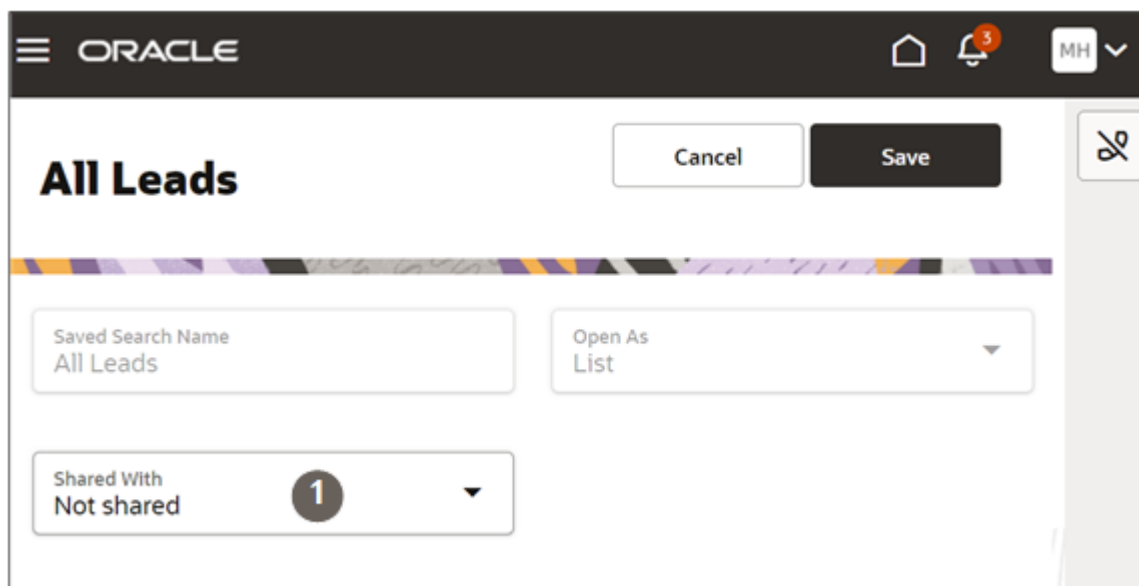 ORACLE
3
MH
All Leads
Cancel
Save
Saved Search Name
All Leads
Open As
List
Shared With
Not shared
1